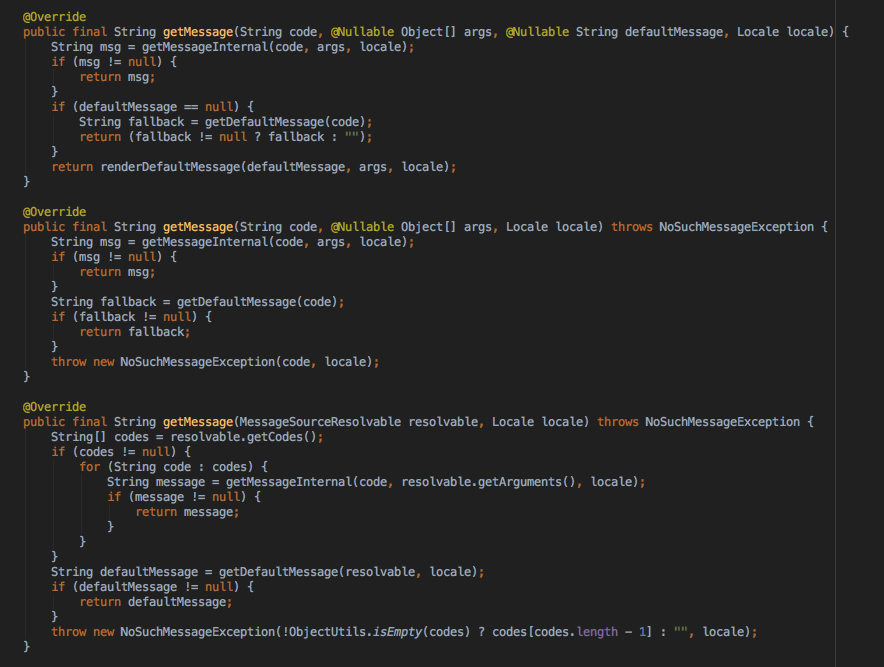 @Override
public final String getMessage(String code, @Nullable Object[] args, @Nullable String defaultMessage, Locale locale) {
    String msg = getMessageInternal(code, args, locale);
    if (msg != null) {
        return msg;
    }
    if (defaultMessage == null) {
        String fallback = getDefaultMessage(code);
        return (fallback != null ? fallback : "");
    }
    return renderDefaultMessage(defaultMessage, args, locale);
}

@Override
public final String getMessage(String code, @Nullable Object[] args, Locale locale) throws NoSuchMessageException {
    String msg = getMessageInternal(code, args, locale);
    if (msg != null) {
        return msg;
    }
    String fallback = getDefaultMessage(code);
    if (fallback != null) {
        return fallback;
    }
    throw new NoSuchMessageException(code, locale);
}

@Override
public final String getMessage(MessageSourceResolvable resolvable, Locale locale) throws NoSuchMessageException {
    String[] codes = resolvable.getCodes();
    if (codes != null) {
        for (String code : codes) {
            String message = getMessageInternal(code, resolvable.getArguments(), locale);
            if (message != null) {
                return message;
            }
        }
    }
    String defaultMessage = getDefaultMessage(resolvable, locale);
    if (defaultMessage != null) {
        return defaultMessage;
    }
    throw new NoSuchMessageException(!ObjectUtils.isEmpty(codes) ? codes[codes.length - 1] : "", locale);
}